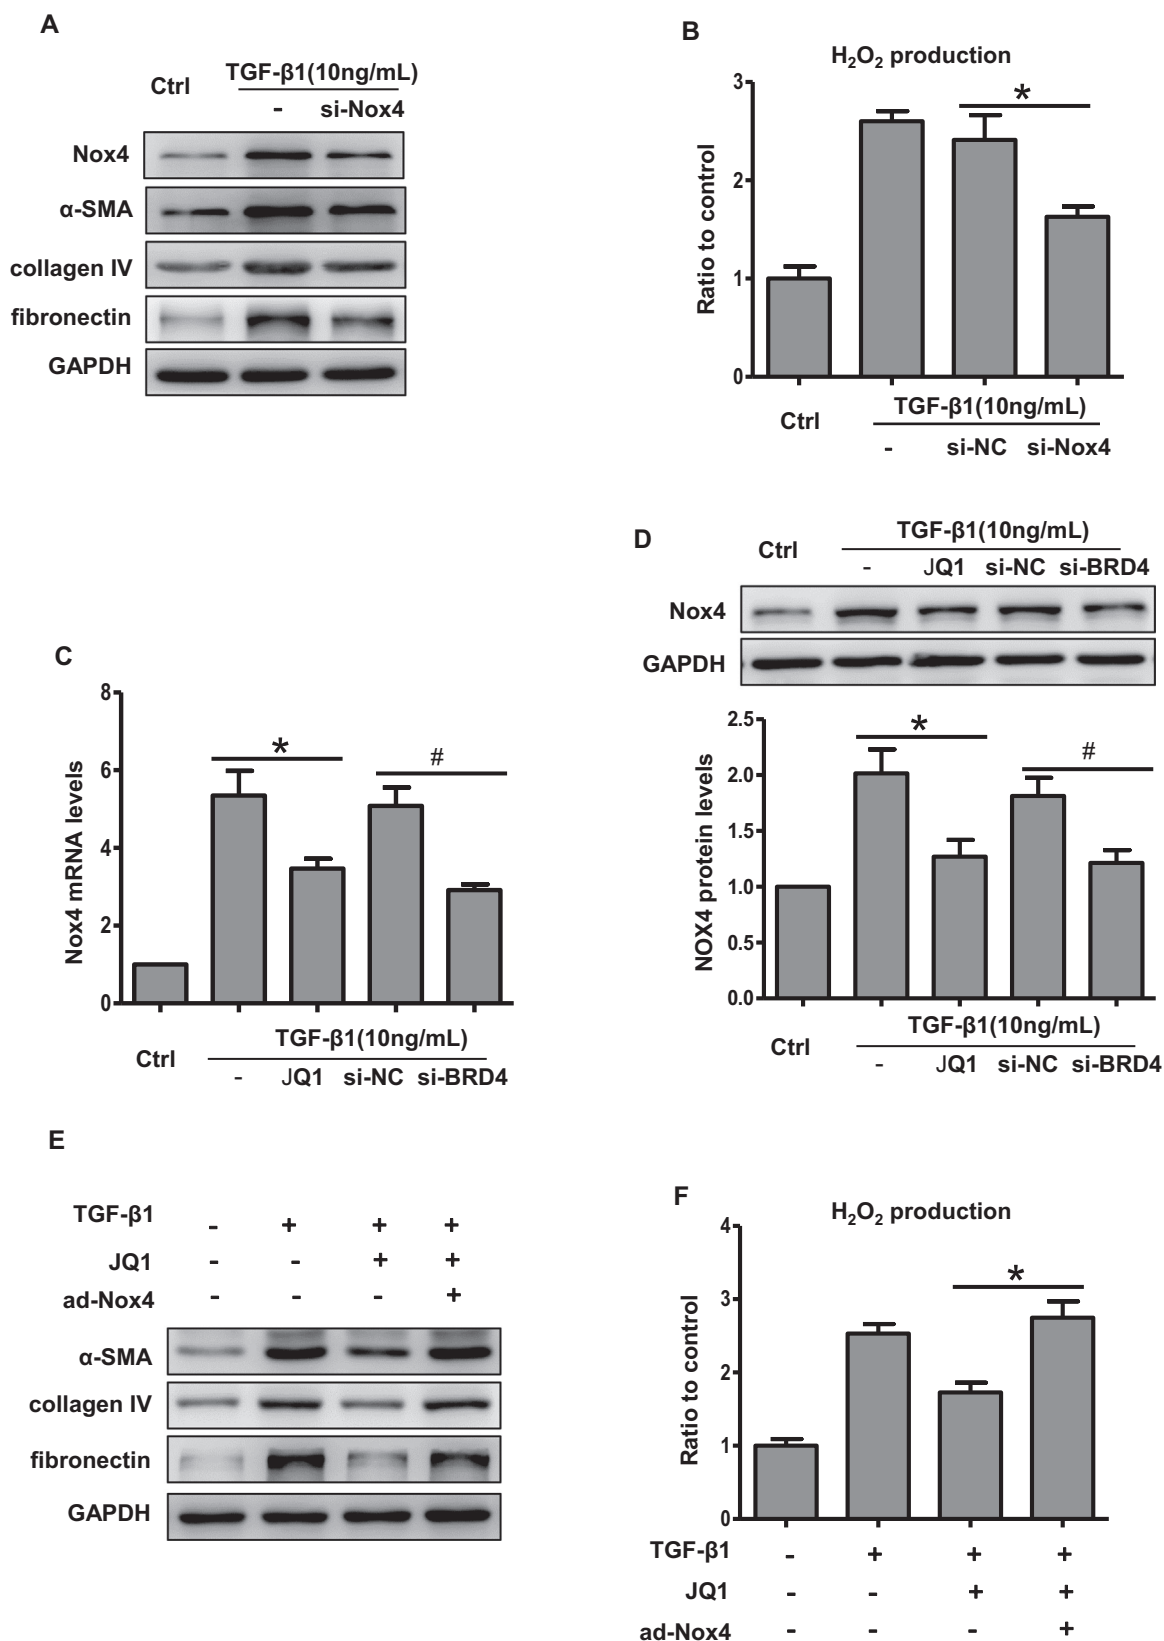 A
Ctrl
TGF-β1(10ng/mL)
- si-Nox4
Nox4
α-SMA
collagen IV
fibronectin
GAPDH
B
H₂O₂ production
Ratio to control
3
2
1
0
Ctrl
TGF-β1(10ng/mL)
- si-NC si-Nox4
*
C
Nox4 mRNA levels
8
6
4
2
0
* #
Ctrl
TGF-β1(10ng/mL)
- JQ1 si-NC si-BRD4
D
Ctrl
TGF-β1(10ng/mL)
- JQ1 si-NC si-BRD4
Nox4
GAPDH
NOX4 protein levels
2.5
2.0
1.5
1.0
0.5
0.0
* #
Ctrl
TGF-β1(10ng/mL)
- JQ1 si-NC si-BRD4
E
TGF-β1 - + + +
JQ1 - - + +
ad-Nox4 - - - +
α-SMA
collagen IV
fibronectin
GAPDH
F
H₂O₂ production
Ratio to control
4
3
2
1
0
*
TGF-β1 - + + +
JQ1 - - + +
ad-Nox4 - - - +